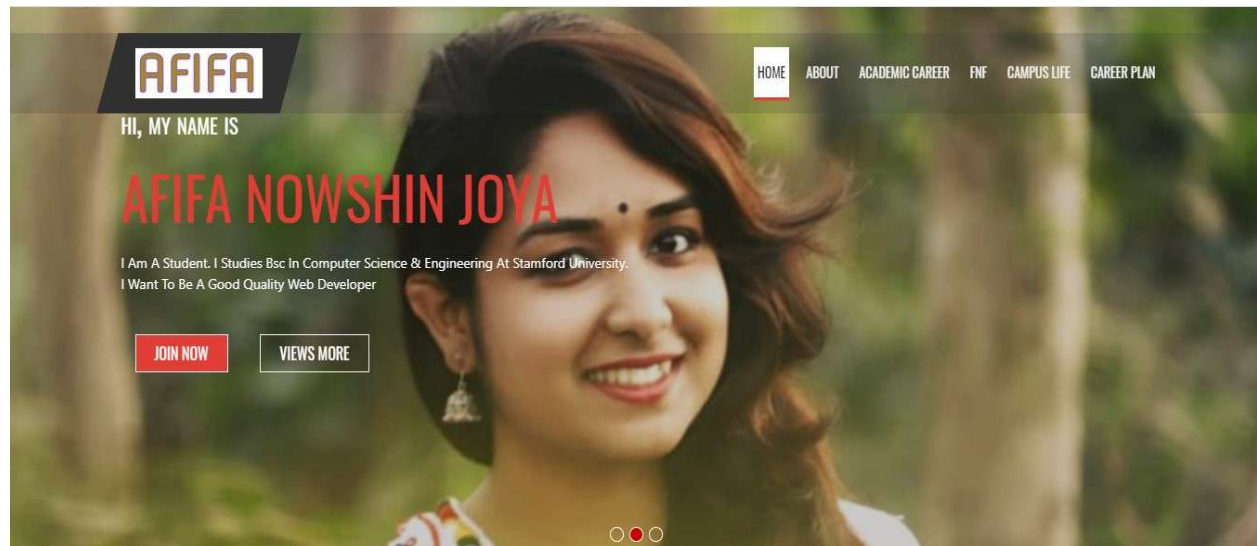 AFIFA
HOME ABOUT ACADEMIC CAREER FNF CAMPUS LIFE CAREER PLAN
HI, MY NAME IS
AFIFA NOWSHIN JOYA
I Am A Student. I Studies Bsc In Computer Science & Engineering At Stamford University.
I Want To Be A Good Quality Web Developer
JOIN NOW VIEWS MORE